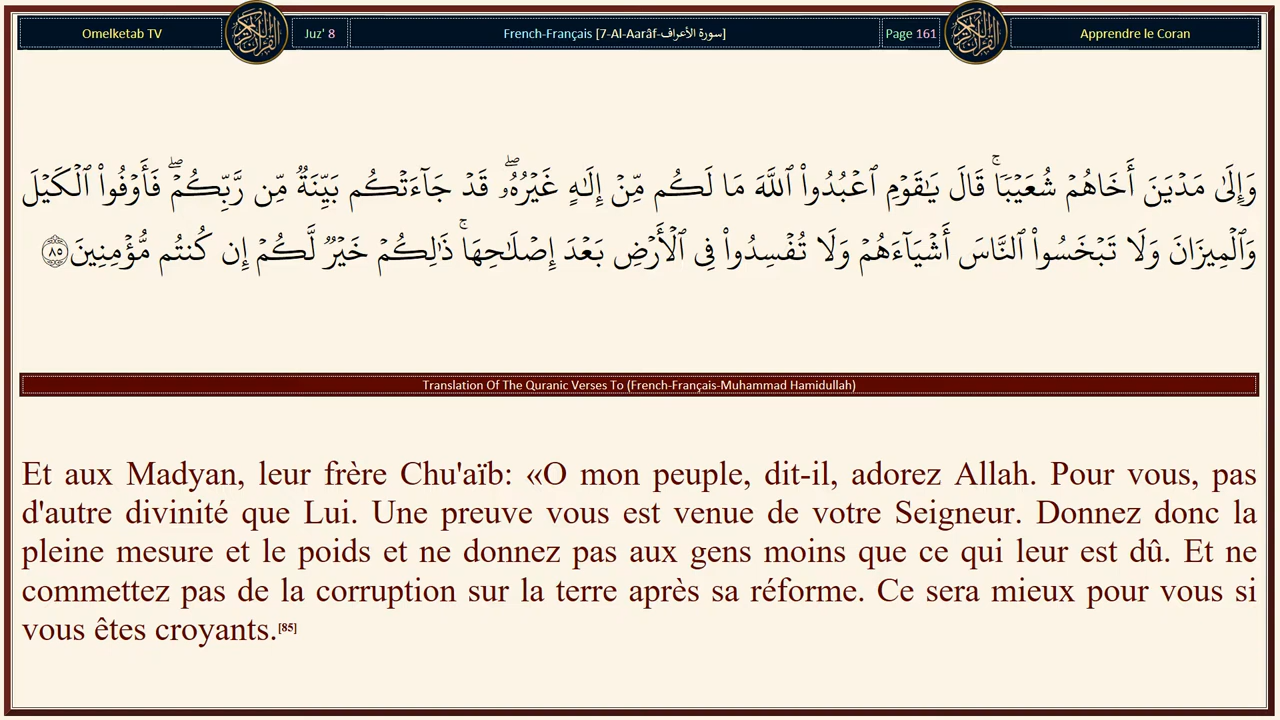 Omelketab TV
Juz' 8
French-Français [7-Al-Aarâf-سورة الأعراف]
Page 161
Apprendre le Coran
وَإِلَىٰ مَدۡيَنَ أَخَاهُمۡ شُعَيۡبٗاۚ قَالَ يَٰقَوۡمِ ٱعۡبُدُواْ ٱللَّهَ مَا لَكُم مِّنۡ إِلَٰهٍ غَيۡرُهُۥۖ قَدۡ جَآءَتۡكُم بَيِّنَةٞ مِّن رَّبِّكُمۡۖ فَأَوۡفُواْ ٱلۡكَيۡلَ
وَٱلۡمِيزَانَ وَلَا تَبۡخَسُواْ ٱلنَّاسَ أَشۡيَآءَهُمۡ وَلَا تُفۡسِدُواْ فِي ٱلۡأَرۡضِ بَعۡدَ إِصۡلَٰحِهَاۚ ذَٰلِكُمۡ خَيۡرٞ لَّكُمۡ إِن كُنتُم مُّؤۡمِنِينَ ٨٥
Translation Of The Quranic Verses To (French-Français-Muhammad Hamidullah)
Et aux Madyan, leur frère Chu'aïb: «O mon peuple, dit-il, adorez Allah. Pour vous, pas
d'autre divinité que Lui. Une preuve vous est venue de votre Seigneur. Donnez donc la
pleine mesure et le poids et ne donnez pas aux gens moins que ce qui leur est dû. Et ne
commettez pas de la corruption sur la terre après sa réforme. Ce sera mieux pour vous si
vous êtes croyants.[85]